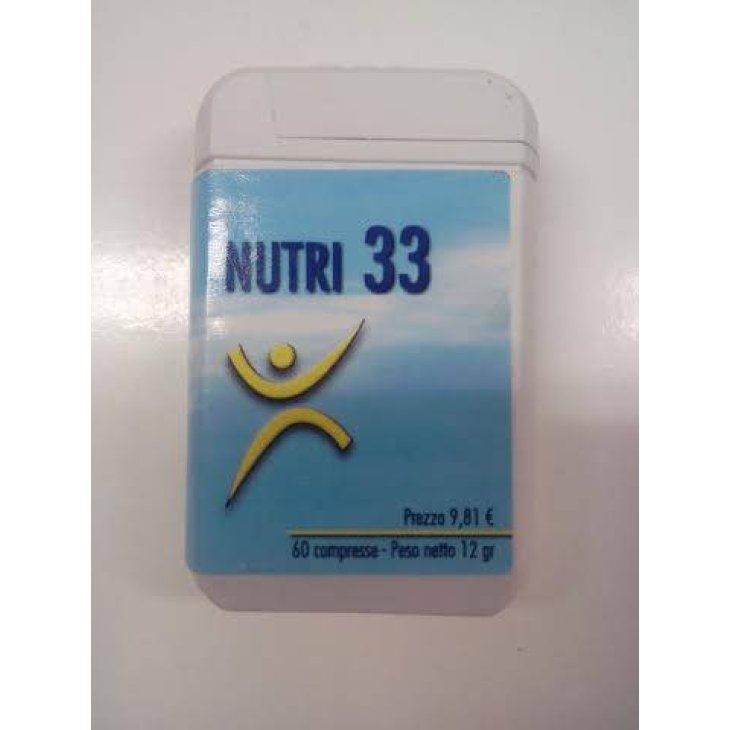 NUTRI 33
Prezzo 9,81 €
60 compresse - Peso netto 12 gr